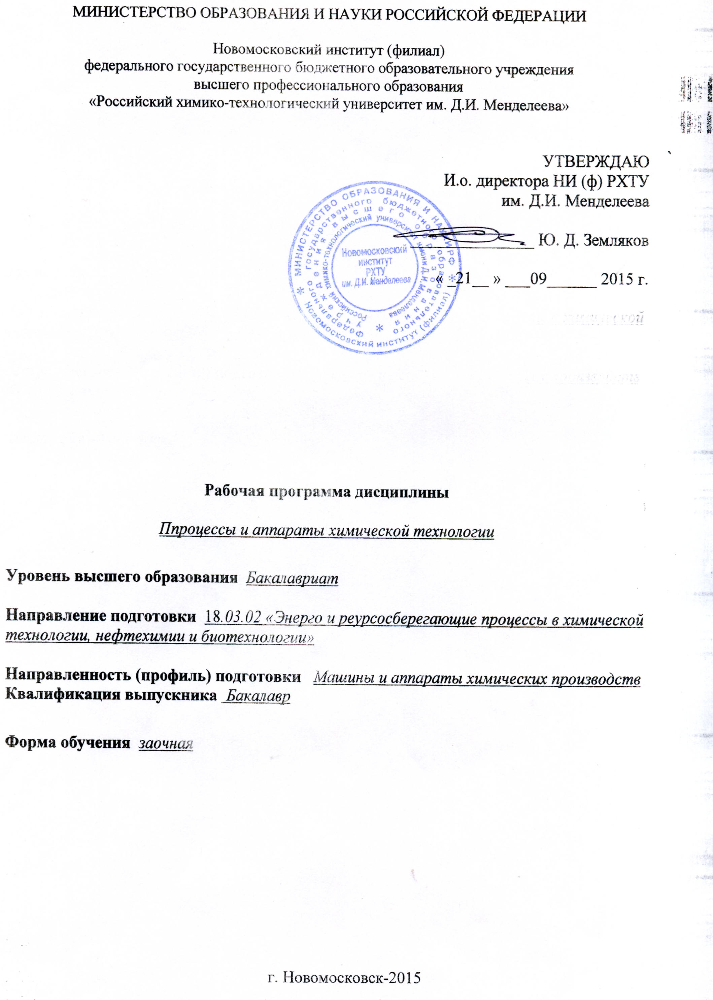 МИНИСТЕРСТВО ОБРАЗОВАНИЯ И НАУКИ РОССИЙСКОЙ ФЕДЕРАЦИИ
Новомосковский институт (филиал)
федерального государственного бюджетного образовательного учреждения
высшего профессионального образования
«Российский химико-технологический университет им. Д.И. Менделеева»
УТВЕРЖДАЮ
И.о. директора НИ (ф) РХТУ
им. Д.И. Менделеева
Ю. Д. Земляков
« _21__ » ___09______ 2015 г.
МИНИСТЕРСТВО ОБРАЗОВАНИЯ И НАУКИ РФ
Новомосковский институт (филиал)
федерального государственного бюджетного образовательного
учреждения высшего образования
Российский химико-технологический университет имени Д.И. Менделеева
Новомосковский
институт
РХТУ
им. Д.И. Менделеева
Рабочая программа дисциплины
Ппроцессы и аппараты химической технологии
Уровень высшего образования Бакалавриат
Направление подготовки 18.03.02 «Энерго и реурсосберегающие процессы в химической
технологии, нефтехимии и биотехнологии»
Направленность (профиль) подготовки Машины и аппараты химических производств
Квалификация выпускника Бакалавр
Форма обучения заочная
г. Новомосковск-2015